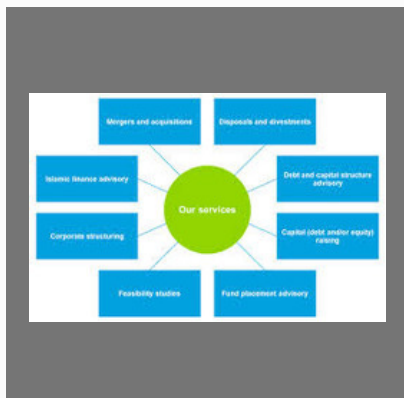 Mergers and acquisitions
Disposals and divestments
Islamic finance advisory
Debt and capital structure
advisory
Our services
Corporate structuring
Capital (debt and/or equity)
raising
Feasibility studies
Fund placement advisory